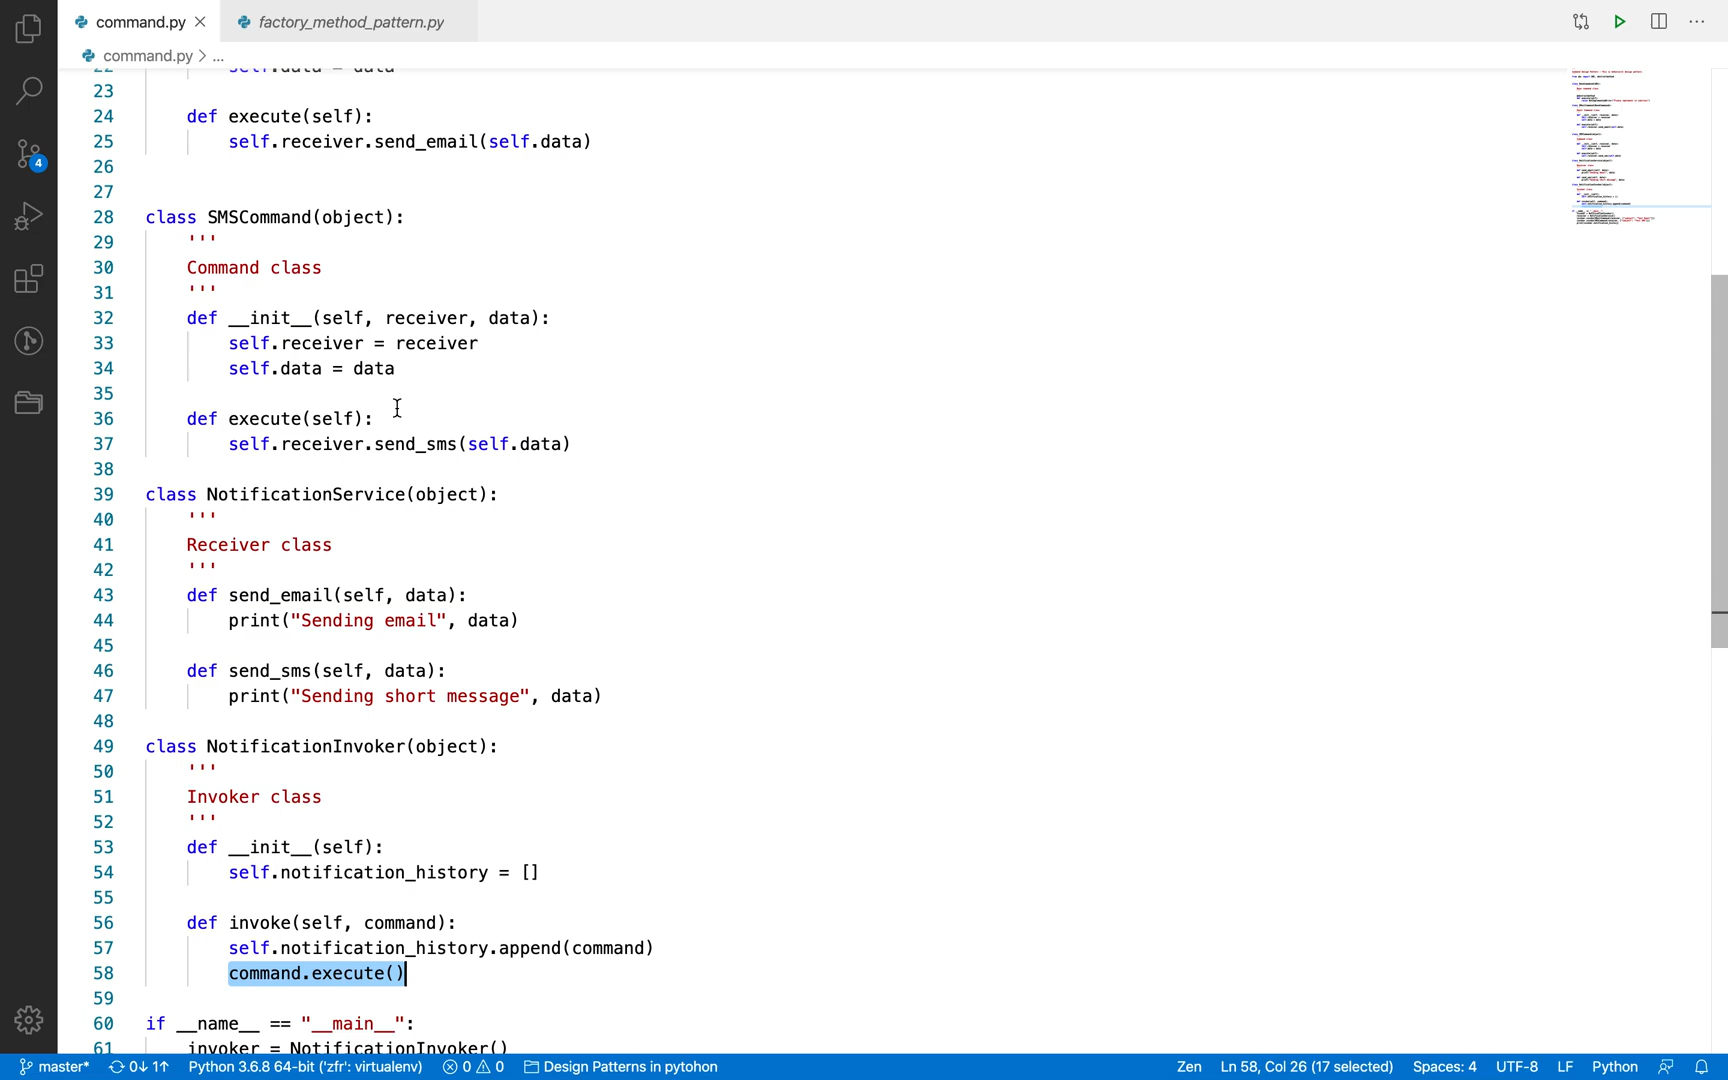 command.py
factory_method_pattern.py
command.py > ...
22 self.data = data
23
24 def execute(self):
25 self.receiver.send_email(self.data)
26
27
28 class SMSCommand(object):
29 '''
30 Command class
31 '''
32 def __init__(self, receiver, data):
33 self.receiver = receiver
34 self.data = data
35
36 def execute(self):
37 self.receiver.send_sms(self.data)
38
39 class NotificationService(object):
40 '''
41 Receiver class
42 '''
43 def send_email(self, data):
44 print("Sending email", data)
45
46 def send_sms(self, data):
47 print("Sending short message", data)
48
49 class NotificationInvoker(object):
50 '''
51 Invoker class
52 '''
53 def __init__(self):
54 self.notification_history = []
55
56 def invoke(self, command):
57 self.notification_history.append(command)
58 command.execute()
59
60 if __name__ == "__main__":
61 invoker = NotificationInvoker()
4
master* 0↓ 1↑ Python 3.6.8 64-bit ('zfr': virtualenv) 0 0 Design Patterns in pytohon Zen Ln 58, Col 26 (17 selected) Spaces: 4 UTF-8 LF Python